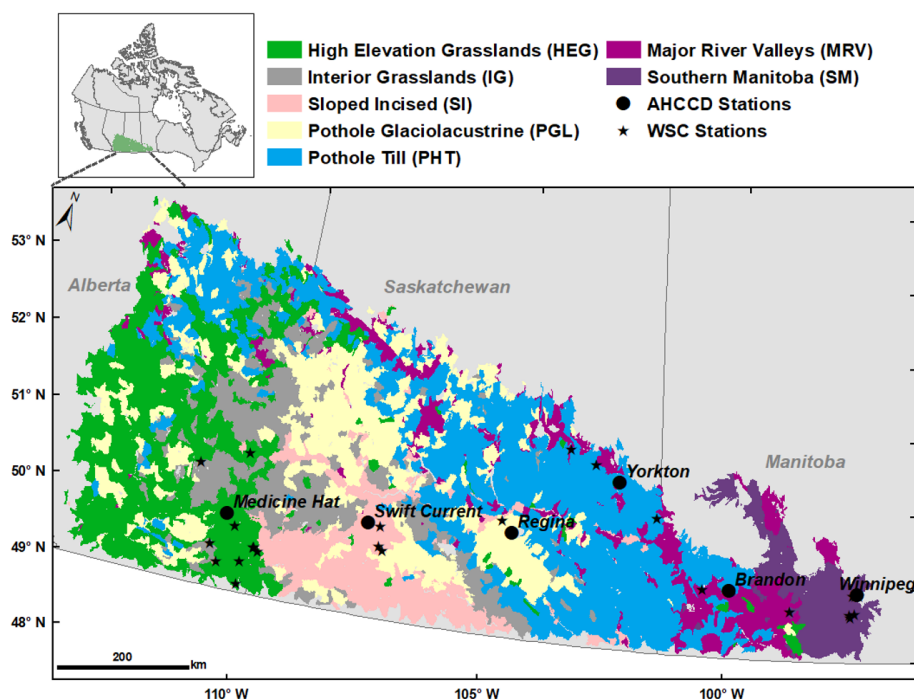 High Elevation Grasslands (HEG)
Interior Grasslands (IG)
Sloped Incised (SI)
Pothole Glaciolacustrine (PGL)
Pothole Till (PHT)
Major River Valleys (MRV)
Southern Manitoba (SM)
AHCCD Stations
WSC Stations
N
53° N
52° N
51° N
50° N
49° N
48° N
Alberta
Saskatchewan
Manitoba
Yorkton
Medicine Hat
Swift Current
Regina
Brandon
Winnipeg
200
km
110° W
105° W
100° W